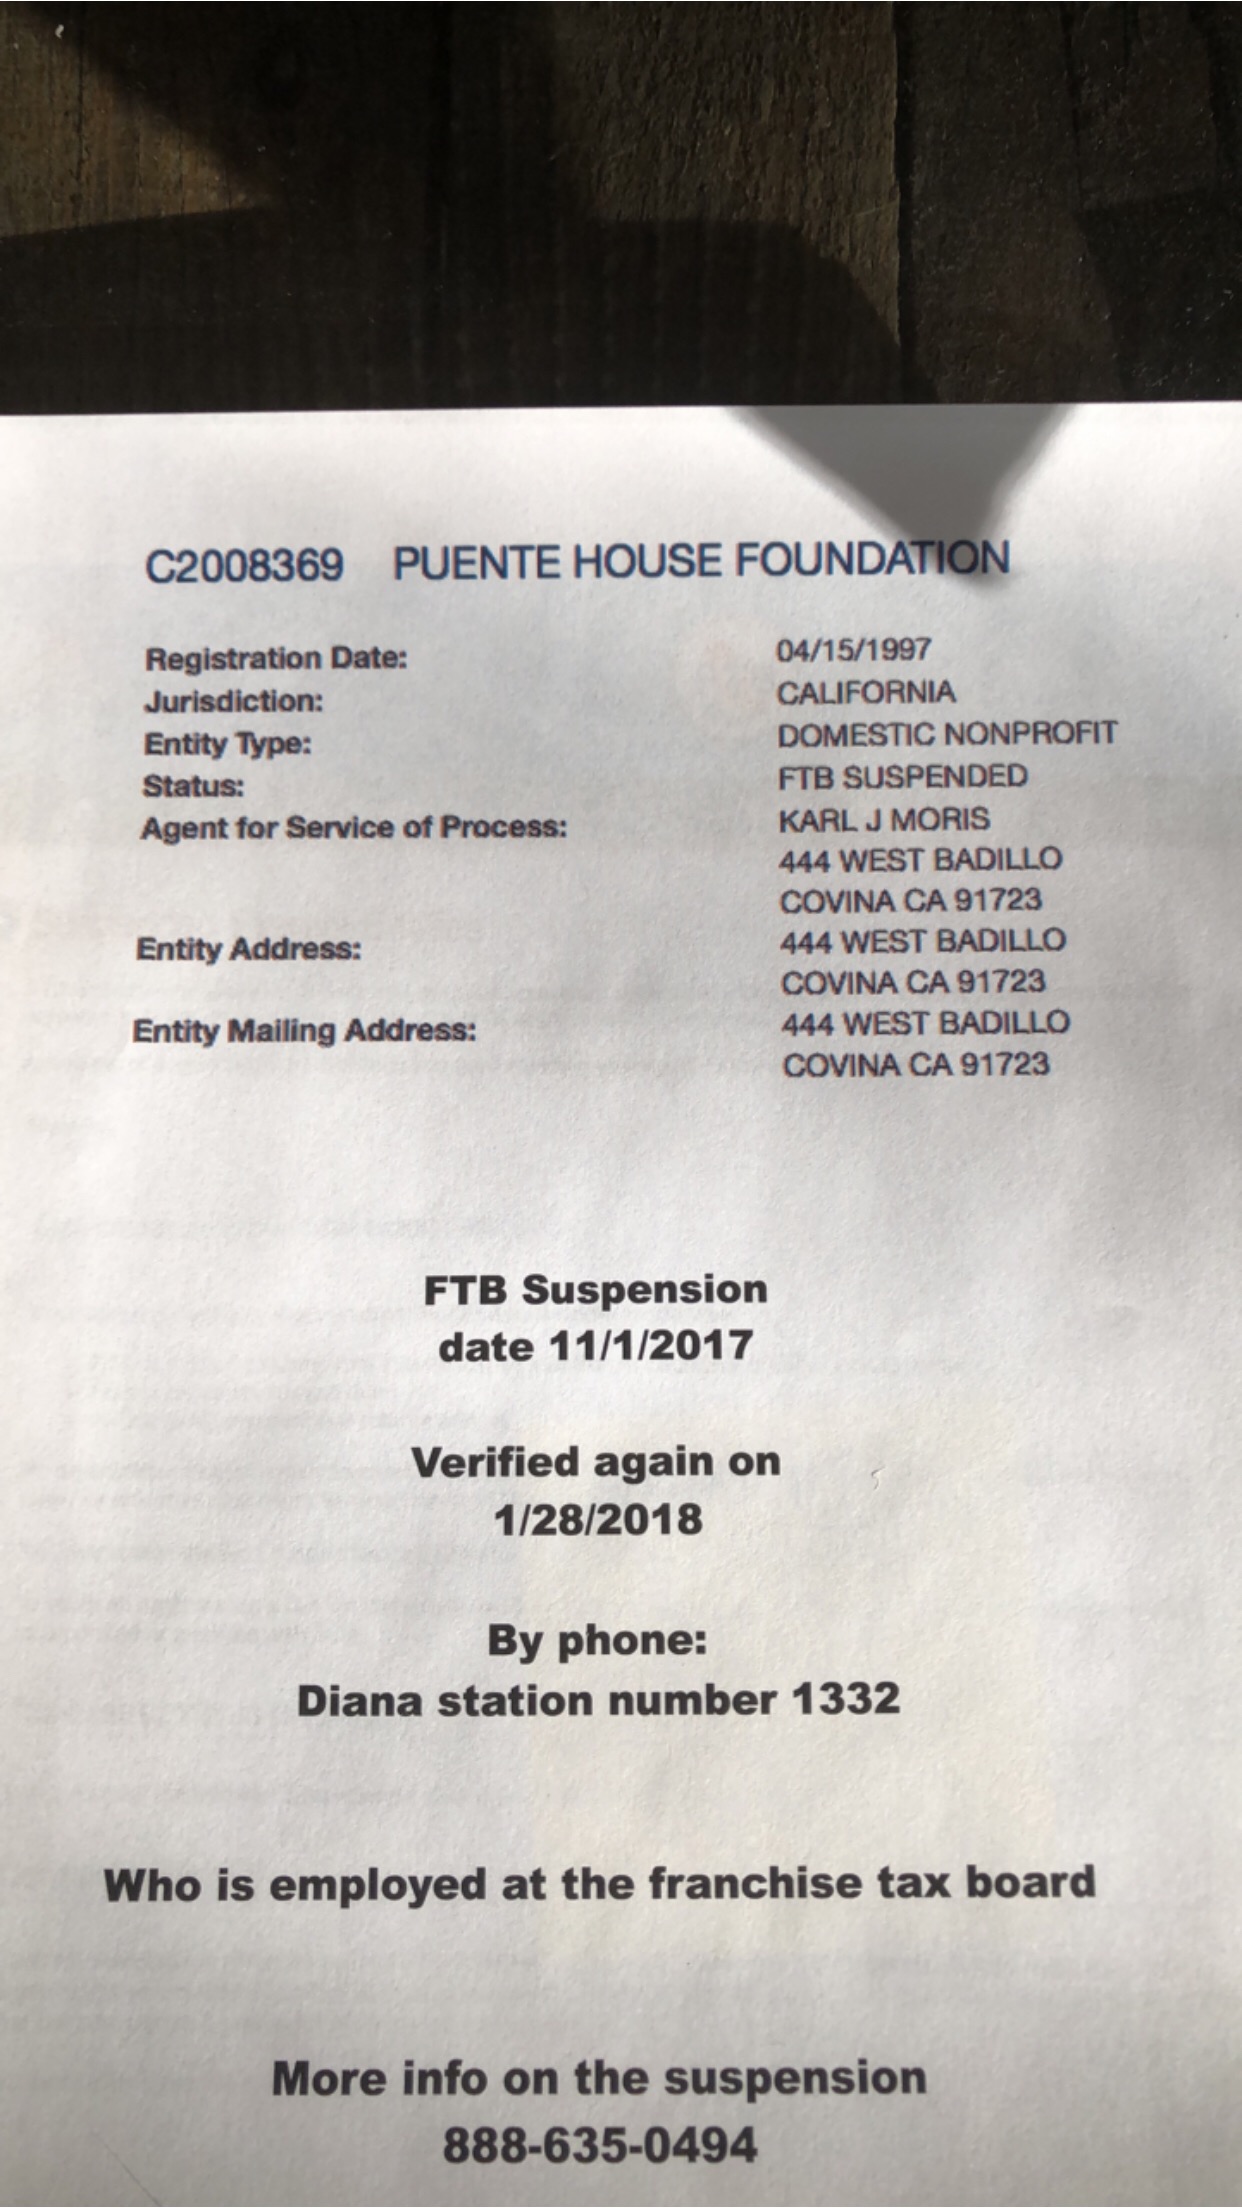 C2008369 PUENTE HOUSE FOUNDATION
Registration Date: 04/15/1997
Jurisdiction: CALIFORNIA
Entity Type: DOMESTIC NONPROFIT
Status: FTB SUSPENDED
Agent for Service of Process: KARL J MORIS
444 WEST BADILLO
COVINA CA 91723
Entity Address: 444 WEST BADILLO
COVINA CA 91723
Entity Mailing Address: 444 WEST BADILLO
COVINA CA 91723
FTB Suspension
date 11/1/2017
Verified again on
1/28/2018
By phone:
Diana station number 1332
Who is employed at the franchise tax board
More info on the suspension
888-635-0494